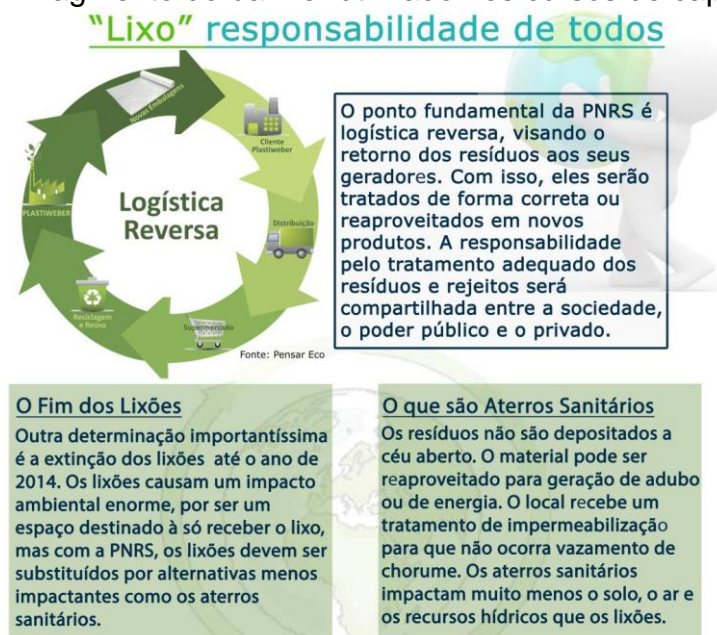 “Lixo” responsabilidade de todos
Novas Embalagens
Cliente
Plastiweber
Distribuição
Supermercado
Reciclagem
e Reúso
PLASTIWEBER
Logística
Reversa
Fonte: Pensar Eco
O ponto fundamental da PNRS é
logística reversa, visando o
retorno dos resíduos aos seus
geradores. Com isso, eles serão
tratados de forma correta ou
reaproveitados em novos
produtos. A responsabilidade
pelo tratamento adequado dos
resíduos e rejeitos será
compartilhada entre a sociedade,
o poder público e o privado.
O Fim dos Lixões
Outra determinação importantíssima
é a extinção dos lixões até o ano de
2014. Os lixões causam um impacto
ambiental enorme, por ser um
espaço destinado à só receber o lixo,
mas com a PNRS, os lixões devem ser
substituídos por alternativas menos
impactantes como os aterros
sanitários.
O que são Aterros Sanitários
Os resíduos não são depositados a
céu aberto. O material pode ser
reaproveitado para geração de adubo
ou de energia. O local recebe um
tratamento de impermeabilização
para que não ocorra vazamento de
chorume. Os aterros sanitários
impactam muito menos o solo, o ar e
os recursos hídricos que os lixões.